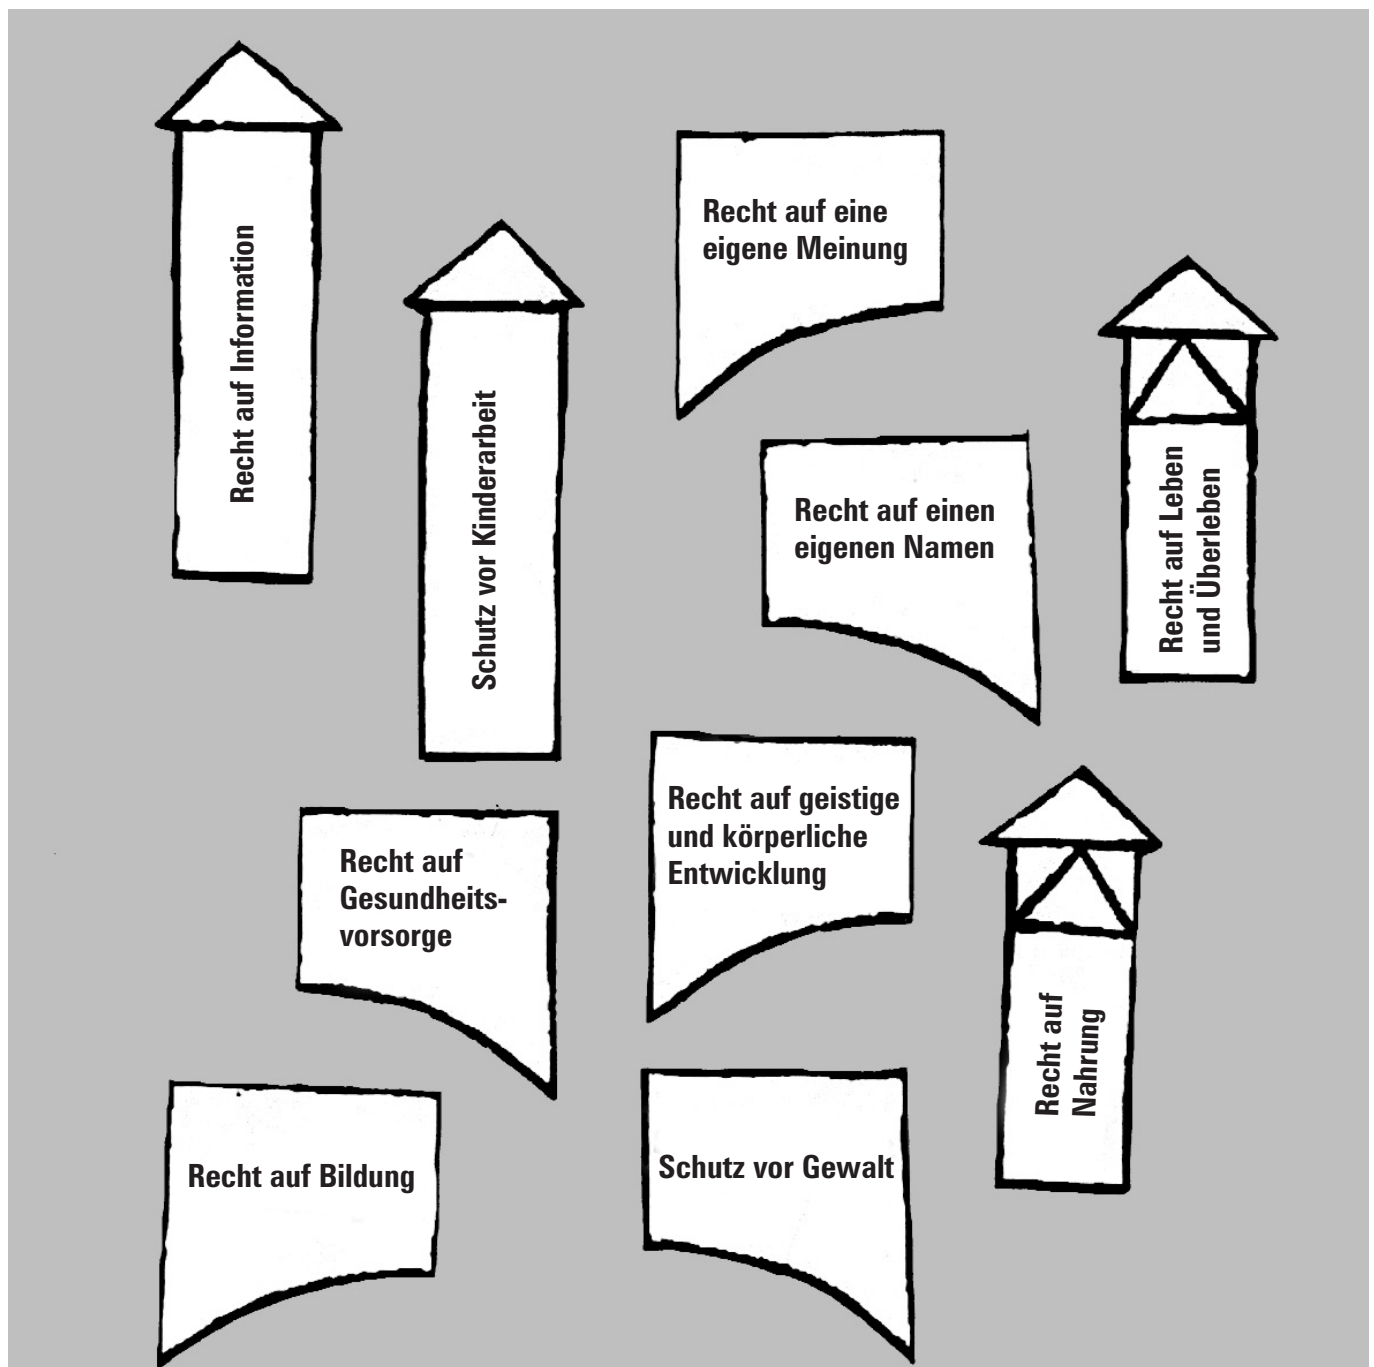 Recht auf Information
Schutz vor Kinderarbeit
Recht auf eine
eigene Meinung
Recht auf einen
eigenen Namen
Recht auf Leben
und Überleben
Recht auf geistige
und körperliche
Entwicklung
Recht auf
Gesundheits-
vorsorge
Recht auf
Nahrung
Recht auf Bildung
Schutz vor Gewalt